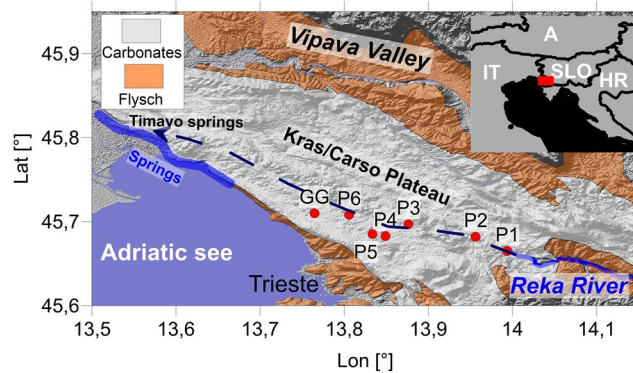 45,9
45,8
45,7
45,6
Lat [°]
Carbonates
Flysch
Vipava Valley
A
IT
SLO
HR
Timavo springs
Springs
Kras/Carso Plateau
GG
P6
P4
P3
P5
P2
P1
Adriatic see
Trieste
Reka River
13,5
13,6
13,7
13,8
13,9
14
14,1
Lon [°]